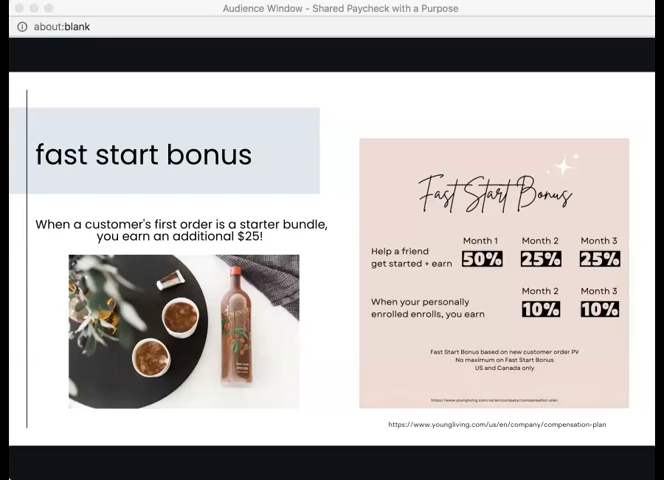 Audience Window - Shared Paycheck with a Purpose
about:blank
fast start bonus
When a customer's first order is a starter bundle,
you earn an additional $25!
Fast Start Bonus
Month 1 Month 2 Month 3
Help a friend
get started + earn
50% 25% 25%
Month 2 Month 3
When your personally
enrolled enrolls, you earn
10% 10%
Fast Start Bonus based on new customer order PV
No maximum on Fast Start Bonus
US and Canada only
https://www.youngliving.com/us/en/company/compensation-plan
https://www.youngliving.com/us/en/company/compensation-plan